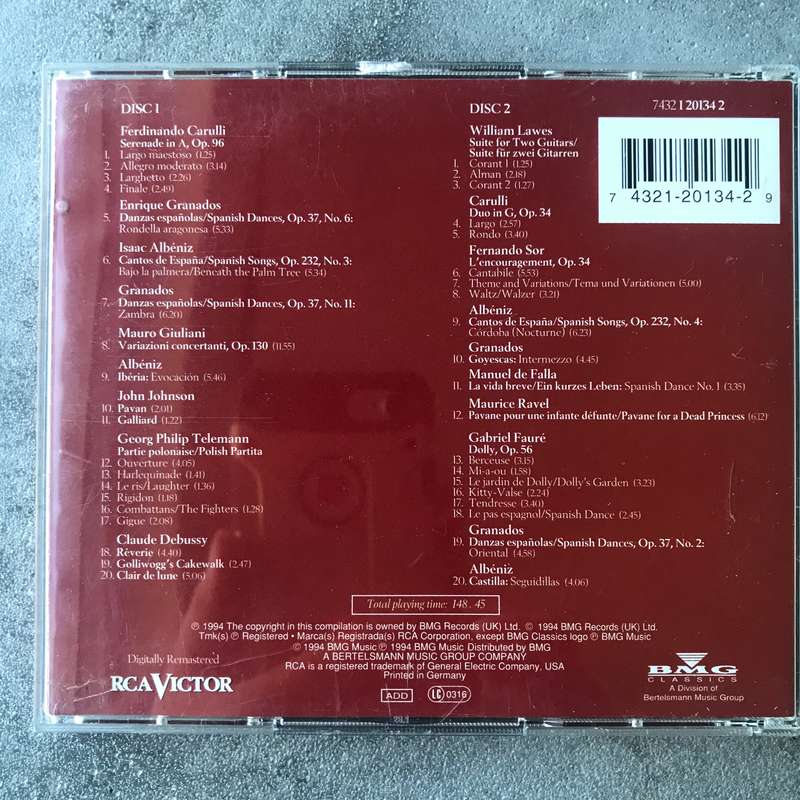 DISC 1
Ferdinando Carulli
Serenade in A, Op. 96
1. Largo maestoso (1.25)
2. Allegro moderato (3.14)
3. Larghetto (2.26)
4. Finale (2.49)
Enrique Granados
5. Danzas españolas/Spanish Dances, Op. 37, No. 6:
Rondella aragonesa (5.33)
Isaac Albéniz
6. Cantos de España/Spanish Songs, Op. 232, No. 3:
Bajo la palmera/Beneath the Palm Tree (5.34)
Granados
7. Danzas españolas/Spanish Dances, Op. 37, No. 11:
Zambra (6.20)
Mauro Giuliani
8. Variazioni concertanti, Op. 130 (11.55)
Albéniz
9. Ibéria: Evocación (5.46)
John Johnson
10. Pavan (2.01)
11. Galliard (1.22)
Georg Philip Telemann
Partie polonaise/Polish Partita
12. Ouverture (4.05)
13. Harlequinade (1.41)
14. Le ris/Laughter (1.36)
15. Rigidon (1.18)
16. Combattans/The Fighters (1.28)
17. Gigue (2.08)
Claude Debussy
18. Rêverie (4.40)
19. Golliwogg's Cakewalk (2.47)
20. Clair de lune (5.06)
DISC 2
William Lawes
Suite for Two Guitars/
Suite für zwei Gitarren
1. Corant 1 (1.25)
2. Alman (2.18)
3. Corant 2 (1.27)
Carulli
Duo in G, Op. 34
4. Largo (2.57)
5. Rondo (3.40)
Fernando Sor
L'encouragement, Op. 34
6. Cantabile (5.53)
7. Theme and Variations/Tema und Variationen (5.00)
8. Waltz/Walzer (3.21)
Albéniz
9. Cantos de España/Spanish Songs, Op. 232, No. 4:
Córdoba (Nocturne) (6.23)
Granados
10. Goyescas: Intermezzo (4.45)
Manuel de Falla
11. La vida breve/Ein kurzes Leben: Spanish Dance No. 1 (3.35)
Maurice Ravel
12. Pavane pour une infante défunte/Pavane for a Dead Princess (6.12)
Gabriel Fauré
Dolly, Op. 56
13. Berceuse (3.15)
14. Mi-a-ou (1.58)
15. Le jardin de Dolly/Dolly's Garden (3.23)
16. Kitty-Valse (2.24)
17. Tendresse (3.40)
18. Le pas espagnol/Spanish Dance (2.45)
Granados
19. Danzas españolas/Spanish Dances, Op. 37, No. 2:
Oriental (4.58)
Albéniz
20. Castilla: Seguidillas (4.06)
7432 1 20134 2
7 4321-20134-2 9
Total playing time: 148 . 45
℗ 1994 The copyright in this compilation is owned by BMG Records (UK) Ltd. © 1994 BMG Records (UK) Ltd.
Tmk(s) ® Registered • Marca(s) Registrada(s) RCA Corporation, except BMG Classics logo ® BMG Music
© 1994 BMG Music ℗ 1994 BMG Music Distributed by BMG
A BERTELSMANN MUSIC GROUP COMPANY
RCA is a registered trademark of General Electric Company, USA
Printed in Germany
ADD LC 0316
Digitally Remastered
RCA VICTOR
BMG
CLASSICS
A Division of
Bertelsmann Music Group